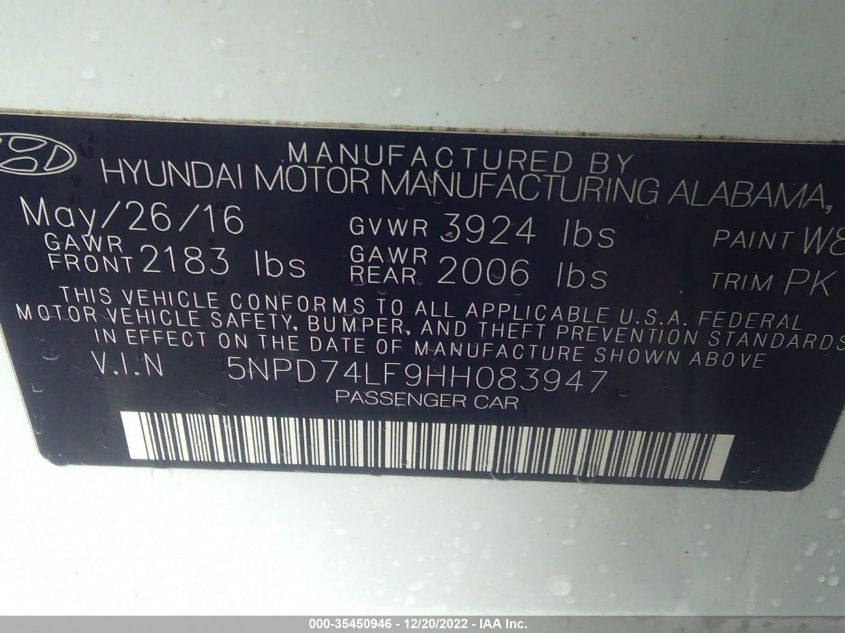 MANUFACTURED BY
HYUNDAI MOTOR MANUFACTURING ALABAMA,
May/26/16 GVWR 3924 lbs PAINT W8
GAWR FRONT 2183 lbs GAWR REAR 2006 lbs TRIM PK
THIS VEHICLE CONFORMS TO ALL APPLICABLE U.S.A. FEDERAL
MOTOR VEHICLE SAFETY, BUMPER, AND THEFT PREVENTION
IN EFFECT ON THE DATE OF MANUFACTURE SHOWN ABOVE.
V.I.N 5NPD74LF9HH083947
PASSENGER CAR
000-35450946 - 12/20/2022 - IAA Inc.